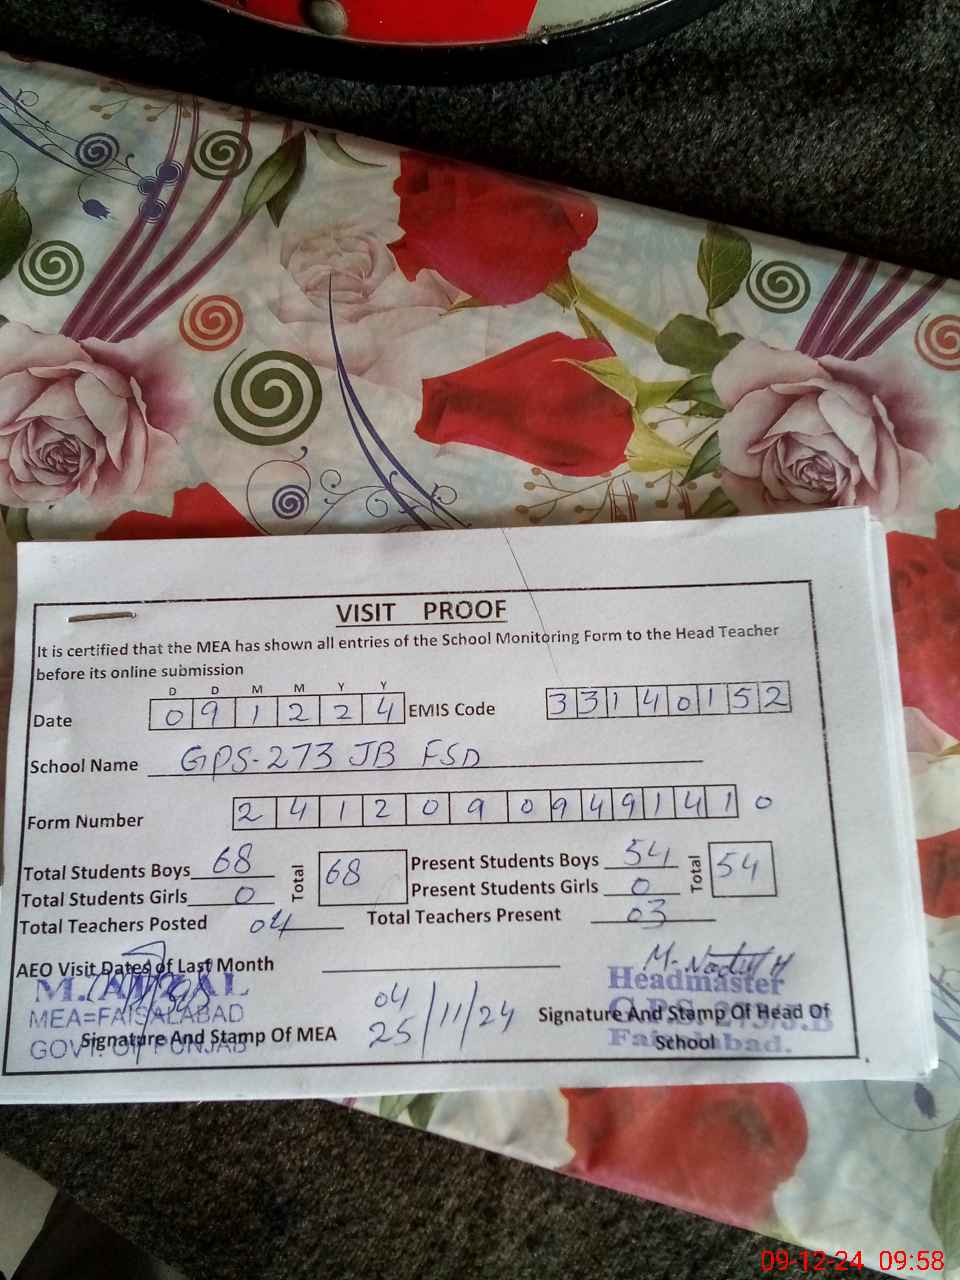 VISIT PROOF
It is certified that the MEA has shown all entries of the School Monitoring Form to the Head Teacher
before its online submission
D D M M Y Y
Date 0 9 1 2 2 4 EMIS Code 3 3 1 4 0 1 5 2
School Name GPS-273 JB FSD
Form Number 2 4 1 2 0 9 0 9 4 9 1 4 1 0
Total Students Boys 68 Total 68 Present Students Boys 54 Total 54
Total Students Girls 0 Present Students Girls 0
Total Teachers Posted 04 Total Teachers Present 03
AEO Visit Dates of Last Month
M. AFZAL
MEA=FAISALABAD
GOVT. OF PUNJAB
Signature And Stamp Of MEA
04
25 /11/24
Headmaster
G.P.S. 273/J.B
Faisalabad.
Signature And Stamp Of Head Of
School
09-12-24 09:58